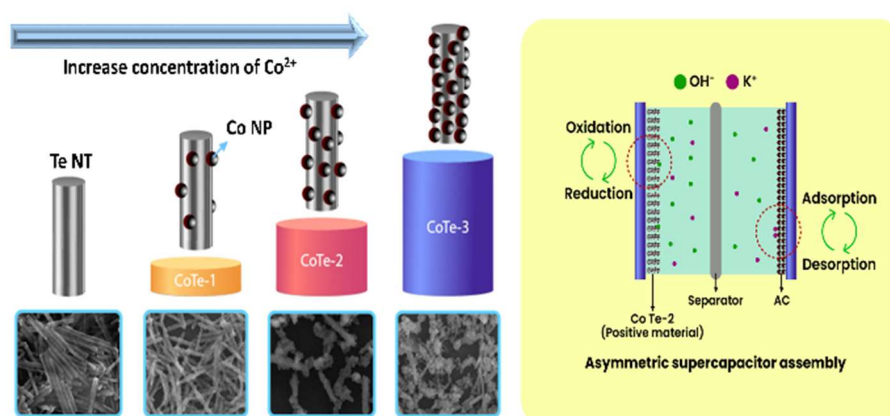 Increase concentration of Co²⁺
Te NT
Co NP
CoTe-1
CoTe-2
CoTe-3
OH⁻
K⁺
Oxidation
Reduction
Adsorption
Desorption
Co Te-2
(Positive material)
Separator
AC
Asymmetric supercapacitor assembly